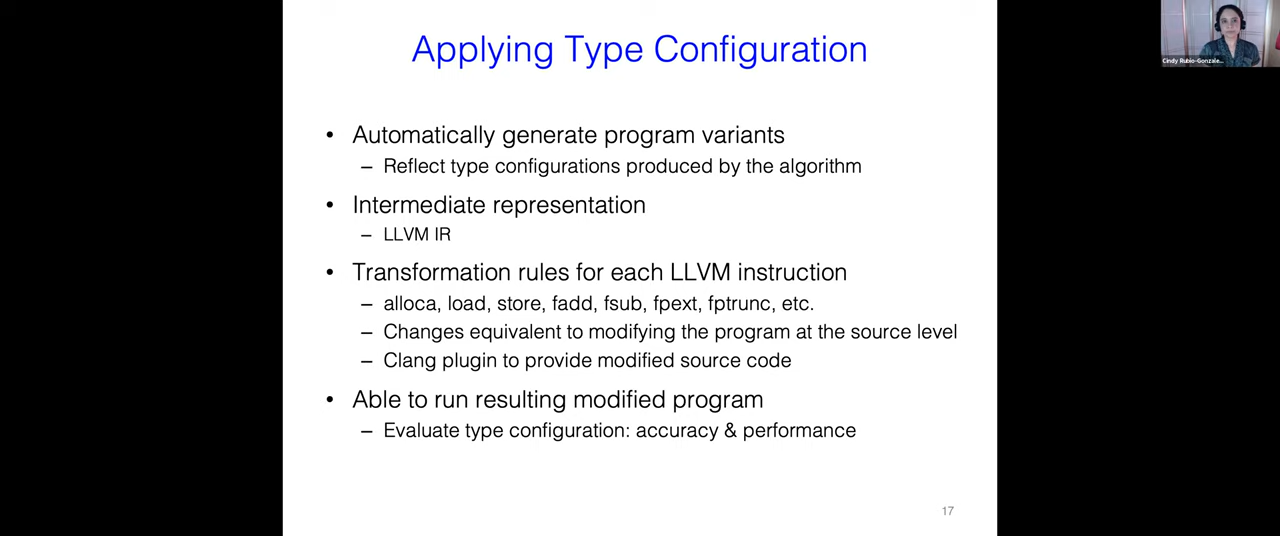 Cindy Rubio-Gonzale...
Applying Type Configuration
• Automatically generate program variants
– Reflect type configurations produced by the algorithm
• Intermediate representation
– LLVM IR
• Transformation rules for each LLVM instruction
– alloca, load, store, fadd, fsub, fpext, fptrunc, etc.
– Changes equivalent to modifying the program at the source level
– Clang plugin to provide modified source code
• Able to run resulting modified program
– Evaluate type configuration: accuracy & performance
17